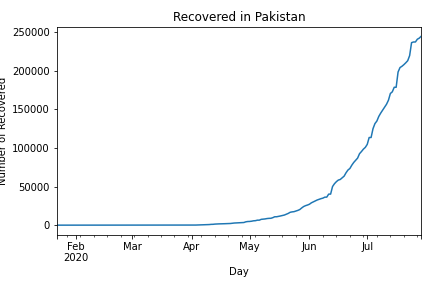 Recovered in Pakistan
250000
200000
150000
100000
50000
0
Number of Recovered
Feb Mar Apr May Jun Jul
2020
Day